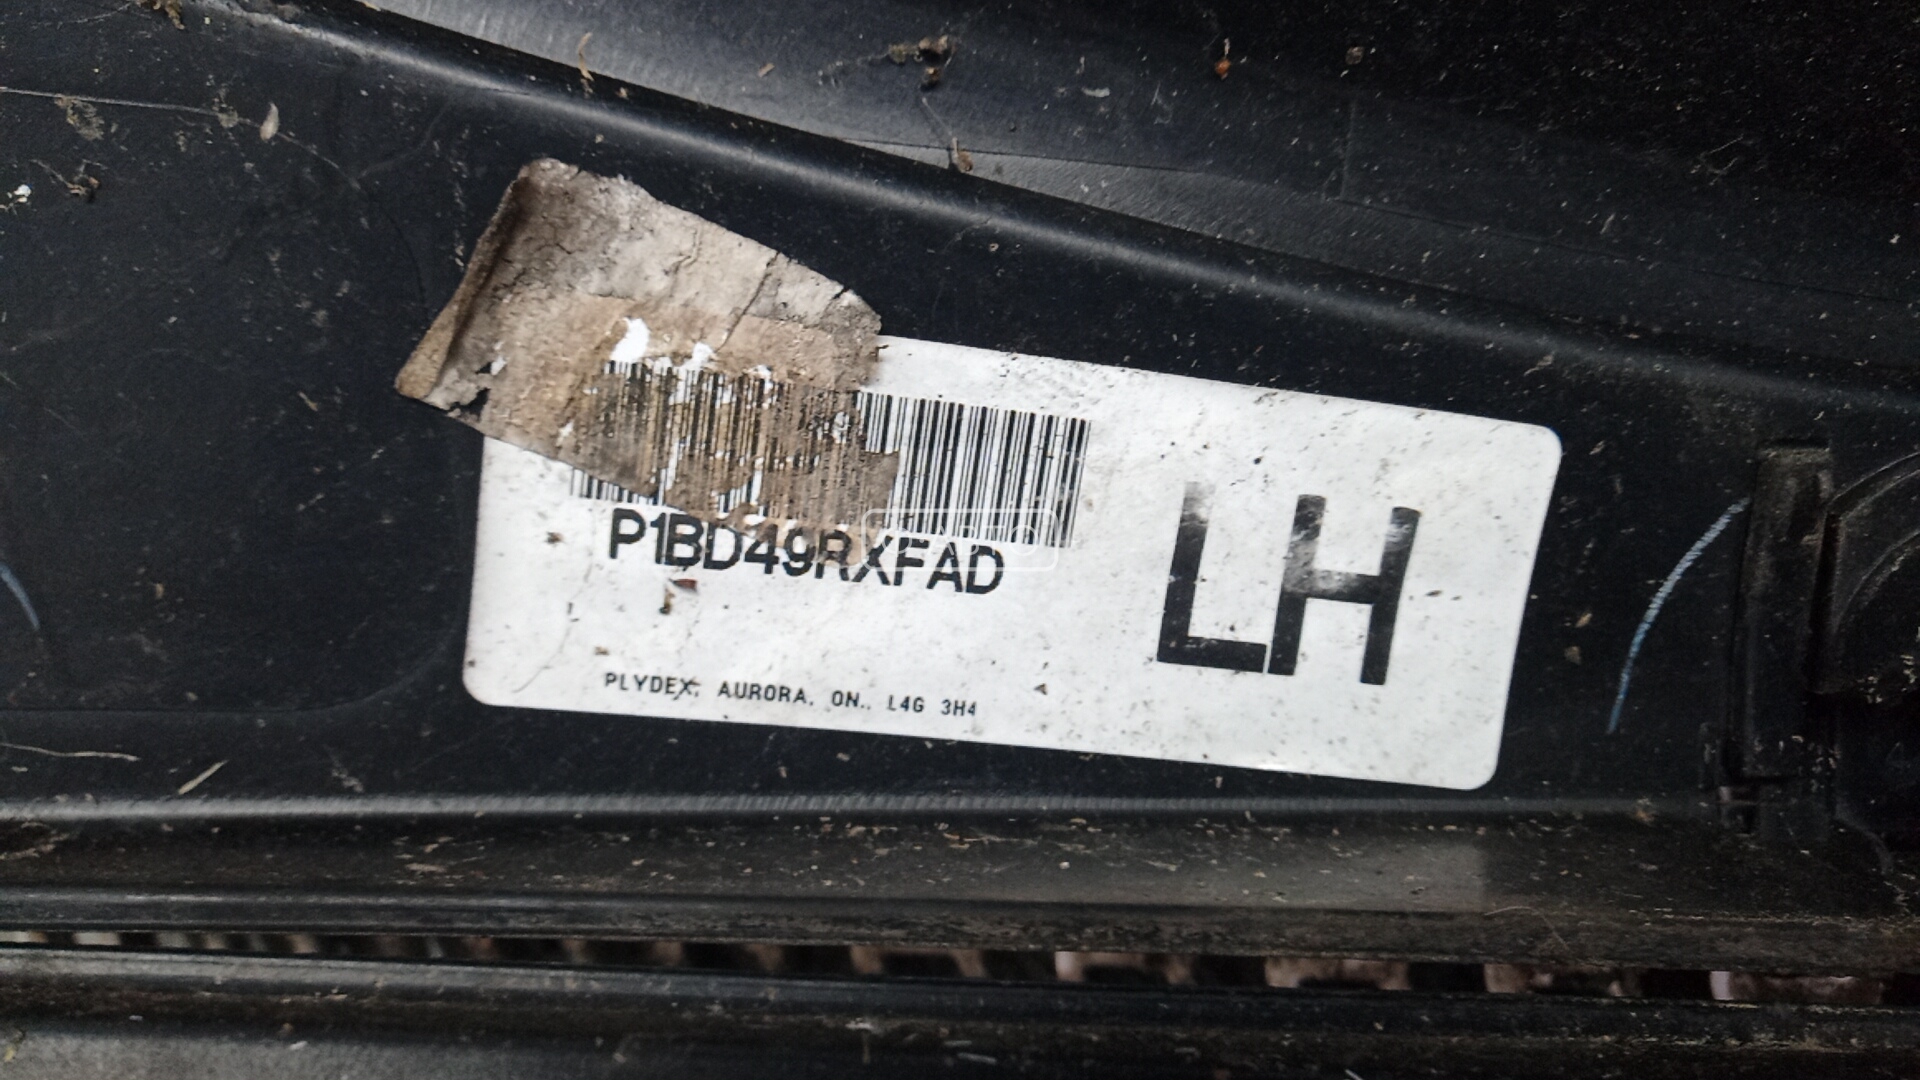 P1BD49RXFAD
LH
PLYDEX, AURORA, ON., L4G 3H4